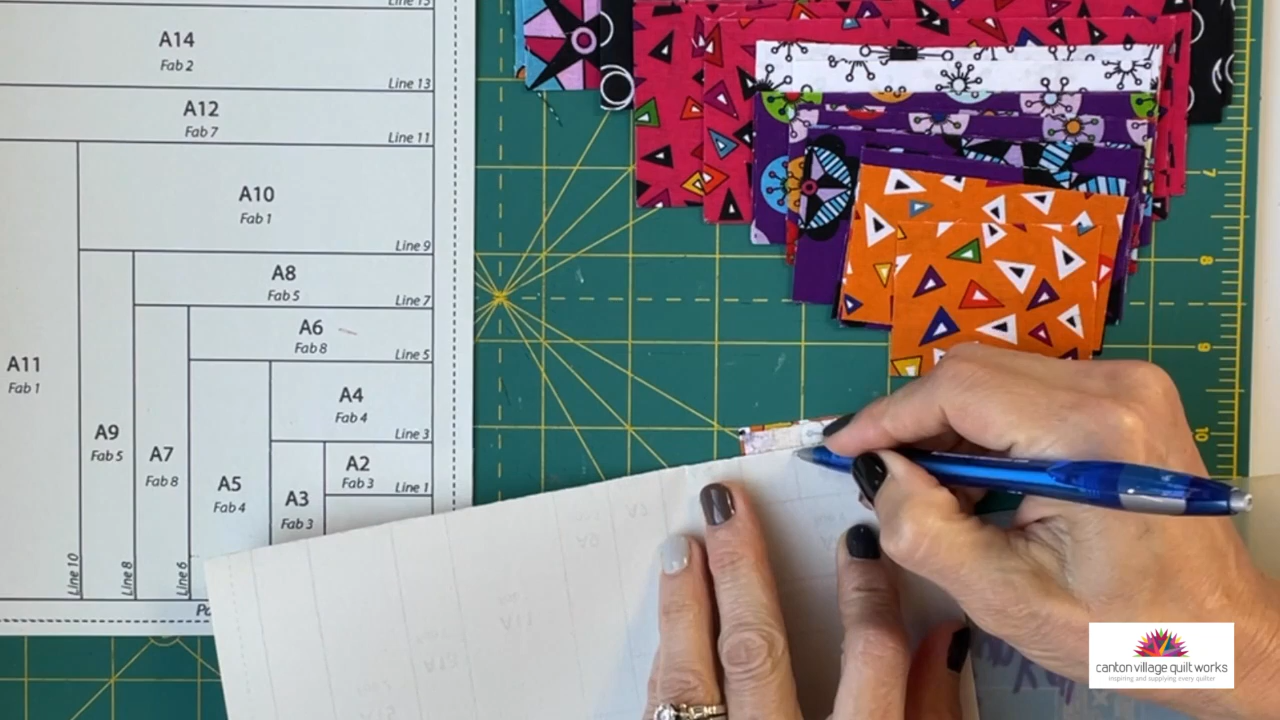 Line 15
A14
Fab 2
Line 13
A12
Fab 7
Line 11
A10
Fab 1
Line 9
A8
Fab 5
Line 7
A6
Fab 8
Line 5
A11
Fab 1
A4
Fab 4
Line 3
A9
Fab 5
A7
Fab 8
A5
Fab 4
A3
Fab 3
A2
Fab 3
Line 1
Line 10
Line 8
Line 6
7
8
9
10
A11
A13
canton village quilt works
inspiring and supplying every quilter